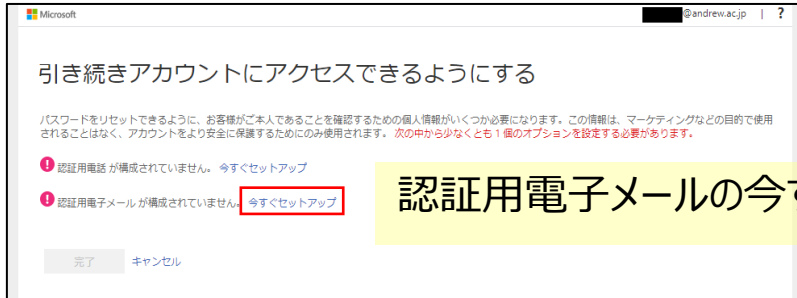 Microsoft
@andrew.ac.jp | ?
引き続きアカウントにアクセスできるようにする
パスワードをリセットできるように、お客様がご本人であることを確認するための個人情報がいくつか必要になります。この情報は、マーケティングなどの目的で使用
されることはなく、アカウントをより安全に保護するためにのみ使用されます。 次の中から少なくとも 1 個のオプションを設定する必要があります。
認証用電話 が構成されていません。 今すぐセットアップ
認証用電子メール が構成されていません。 今すぐセットアップ
認証用電子メールの今す
完了 キャンセル